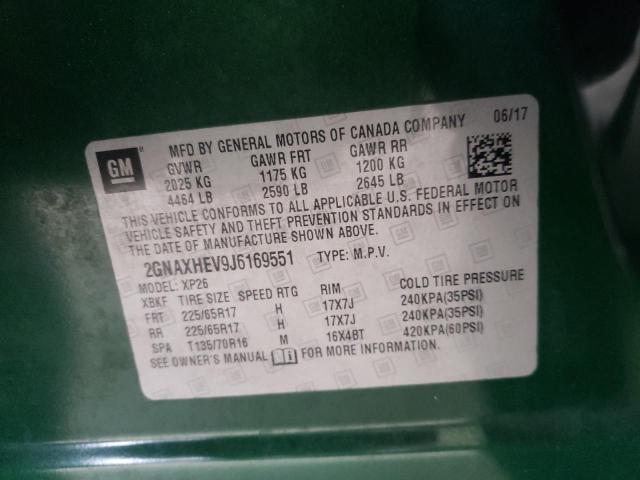 GM
MFD BY GENERAL MOTORS OF CANADA COMPANY 06/17
GVWR GAWR FRT GAWR RR
2025 KG 1175 KG 1200 KG
4464 LB 2590 LB 2645 LB
THIS VEHICLE CONFORMS TO ALL APPLICABLE U.S. FEDERAL MOTOR
VEHICLE SAFETY AND THEFT PREVENTION STANDARDS IN EFFECT ON
THE DATE OF MANUFACTURE SHOWN ABOVE.
2GNAXHEV9J6169551 TYPE: M.P.V.
MODEL: XP26
XBKF TIRE SIZE SPEED RTG RIM COLD TIRE PRESSURE
FRT 225/65R17 H 17X7J 240KPA(35PSI)
RR 225/65R17 H 17X7J 240KPA(35PSI)
SPA T135/70R16 M 16X4BT 420KPA(60PSI)
SEE OWNER'S MANUAL FOR MORE INFORMATION.